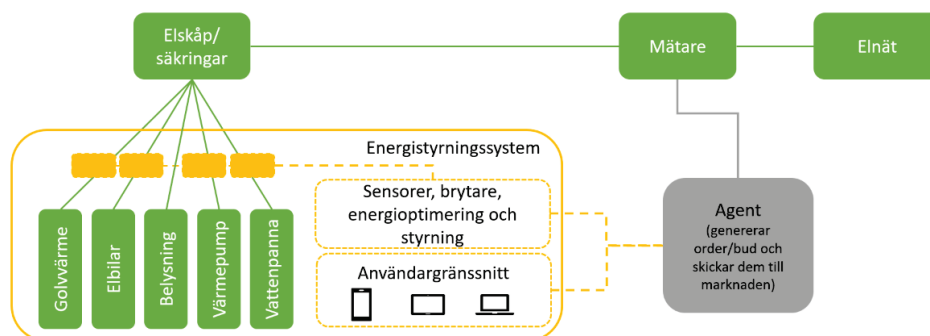 Elskåp/
säkringar
Mätare
Elnät
Energistyrningssystem
Sensorer, brytare,
energioptimering och
styrning
Agent
(genererar
order/bud och
skickar dem till
marknaden)
Golvvärme
Elbilar
Belysning
Värmepump
Vattenpanna
Användargränssnitt